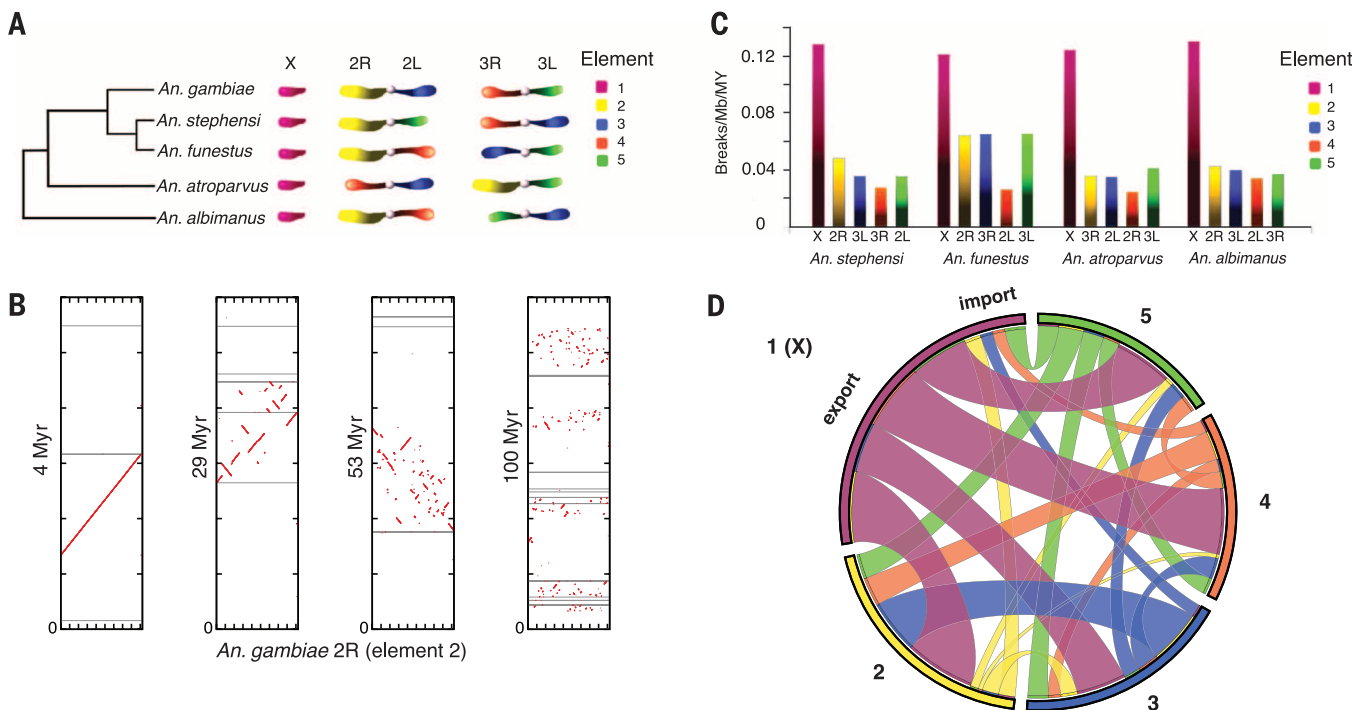 A
X 2R 2L 3R 3L Element
An. gambiae
An. stephensi
An. funestus
An. atroparvus
An. albimanus
1
2
3
4
5
B
4 Myr
0
29 Myr
0
53 Myr
0
100 Myr
0
An. gambiae 2R (element 2)
C
Breaks/Mb/MY
0.12
0.08
0.04
0
X 2R 3L 3R 2L
An. stephensi
X 2R 3R 2L 3L
An. funestus
X 3R 2L 2R 3L
An. atroparvus
X 2R 3L 2L 3R
An. albimanus
Element
1
2
3
4
5
D
1 (X)
import
export
5
4
3
2